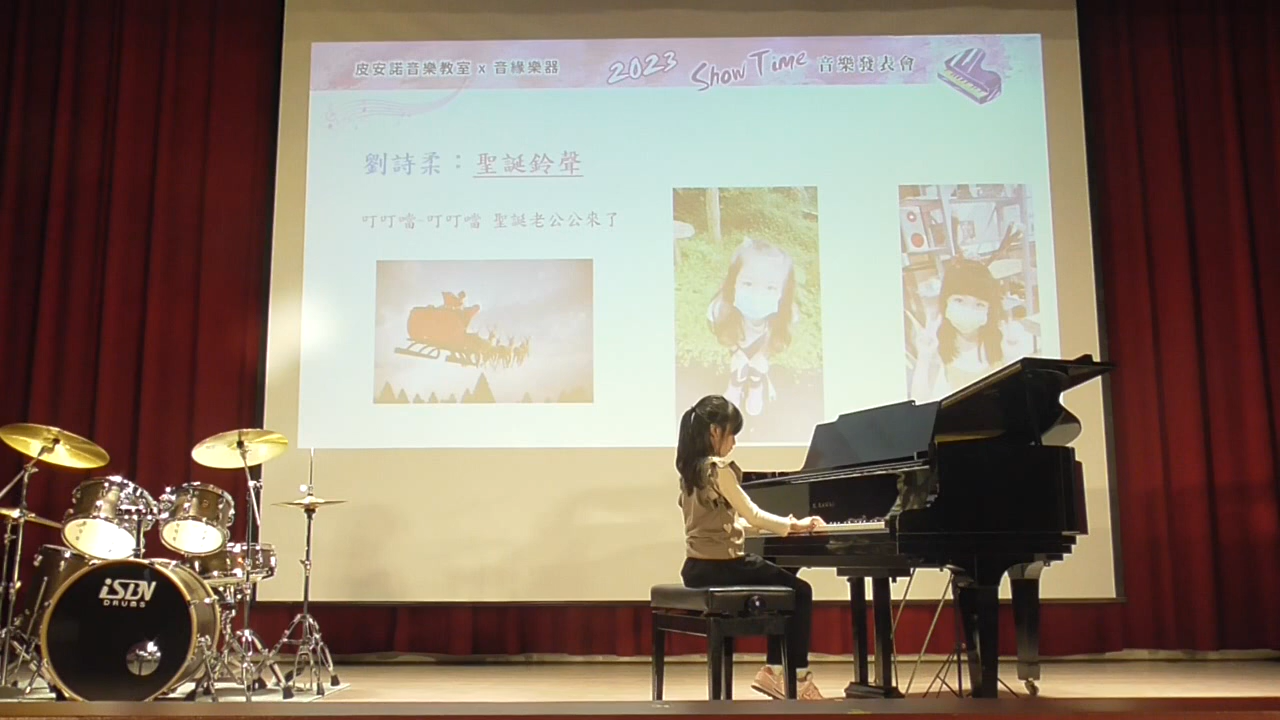 皮安諾音樂教室 x 音緣樂器
2023 Show Time 音樂發表會
劉詩柔：聖誕鈴聲
叮叮噹~叮叮噹 聖誕老公公來了
iSDN
DRUMS